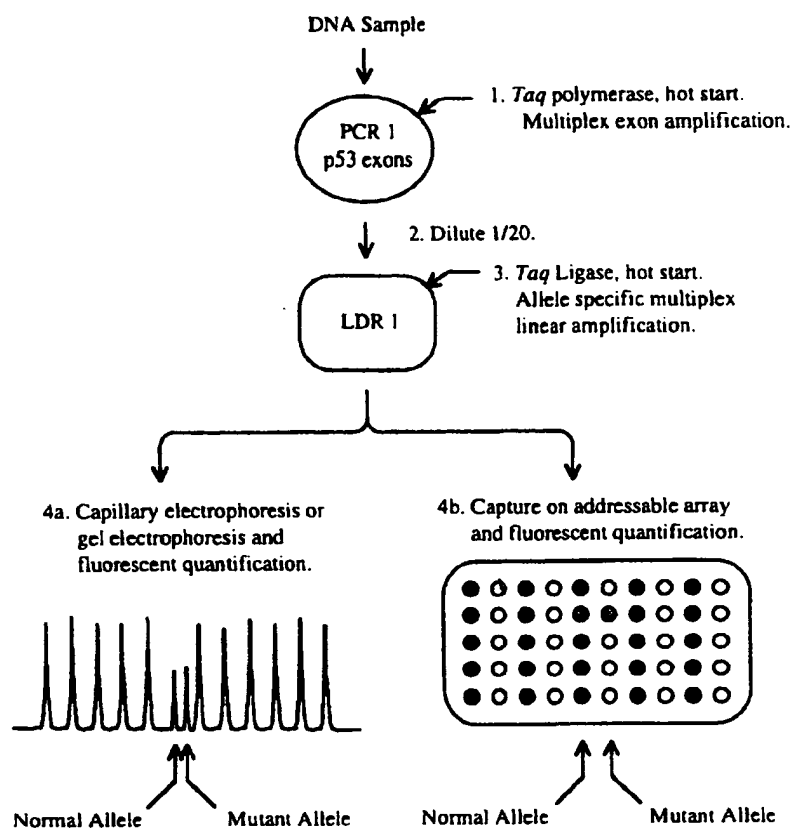 DNA Sample
1. Taq polymerase, hot start.
Multiplex exon amplification.
PCR 1
p53 exons
2. Dilute 1/20.
3. Taq Ligase, hot start.
Allele specific multiplex
linear amplification.
LDR 1
4a. Capillary electrophoresis or
gel electrophoresis and
fluorescent quantification.
4b. Capture on addressable array
and fluorescent quantification.
Normal Allele
Mutant Allele
Normal Allele
Mutant Allele